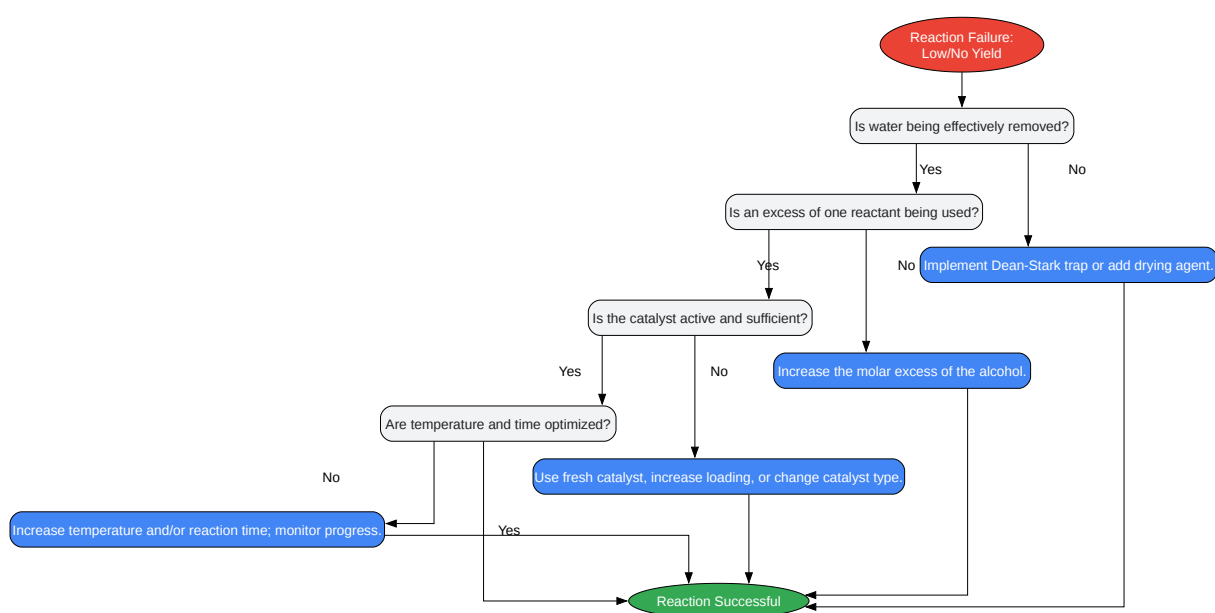 Reaction Failure:
Low/No Yield
Is water being effectively removed?
Yes
No
Is an excess of one reactant being used?
Yes
No
Implement Dean-Stark trap or add drying agent.
Is the catalyst active and sufficient?
Yes
No
Increase the molar excess of the alcohol.
Are temperature and time optimized?
No
Use fresh catalyst, increase loading, or change catalyst type.
Increase temperature and/or reaction time; monitor progress.
Yes
Reaction Successful